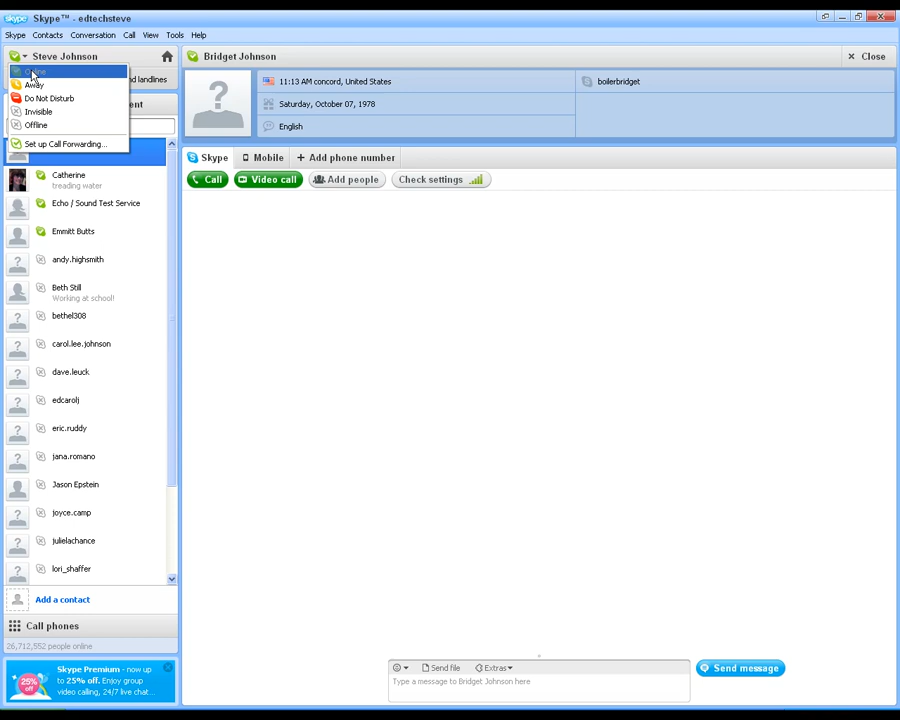 skype Skype™ - edtechsteve
Skype Contacts Conversation Call View Tools Help
Steve Johnson
Online
Away
Do Not Disturb
Invisible
Offline
Set up Call Forwarding...
d landlines
ent
Catherine
treading water
Echo / Sound Test Service
Emmitt Butts
andy.highsmith
Beth Still
Working at school!
bethel308
carol.lee.johnson
dave.leuck
edcarolj
eric.ruddy
jana.romano
Jason Epstein
joyce.camp
julielachance
lori_shaffer
Add a contact
Call phones
26,712,552 people online
25% off
Skype Premium - now up
to 25% off. Enjoy group
video calling, 24/7 live chat...
Bridget Johnson
Close
11:13 AM concord, United States
boilerbridget
Saturday, October 07, 1978
English
Skype Mobile + Add phone number
Call Video call Add people Check settings
Send file Extras
Type a message to Bridget Johnson here
Send message